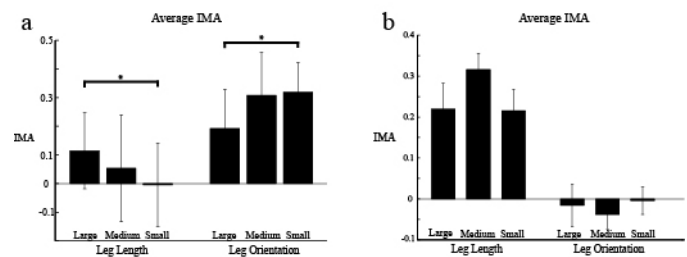 a
Average IMA
0.5
0.3
IMA
0.1
0
-0.1
*
*
Large Medium Small
Leg Length
Large Medium Small
Leg Orientation
b
Average IMA
0.4
0.3
0.2
IMA
0.1
0
-0.1
Large Medium Small
Leg Length
Large Medium Small
Leg Orientation